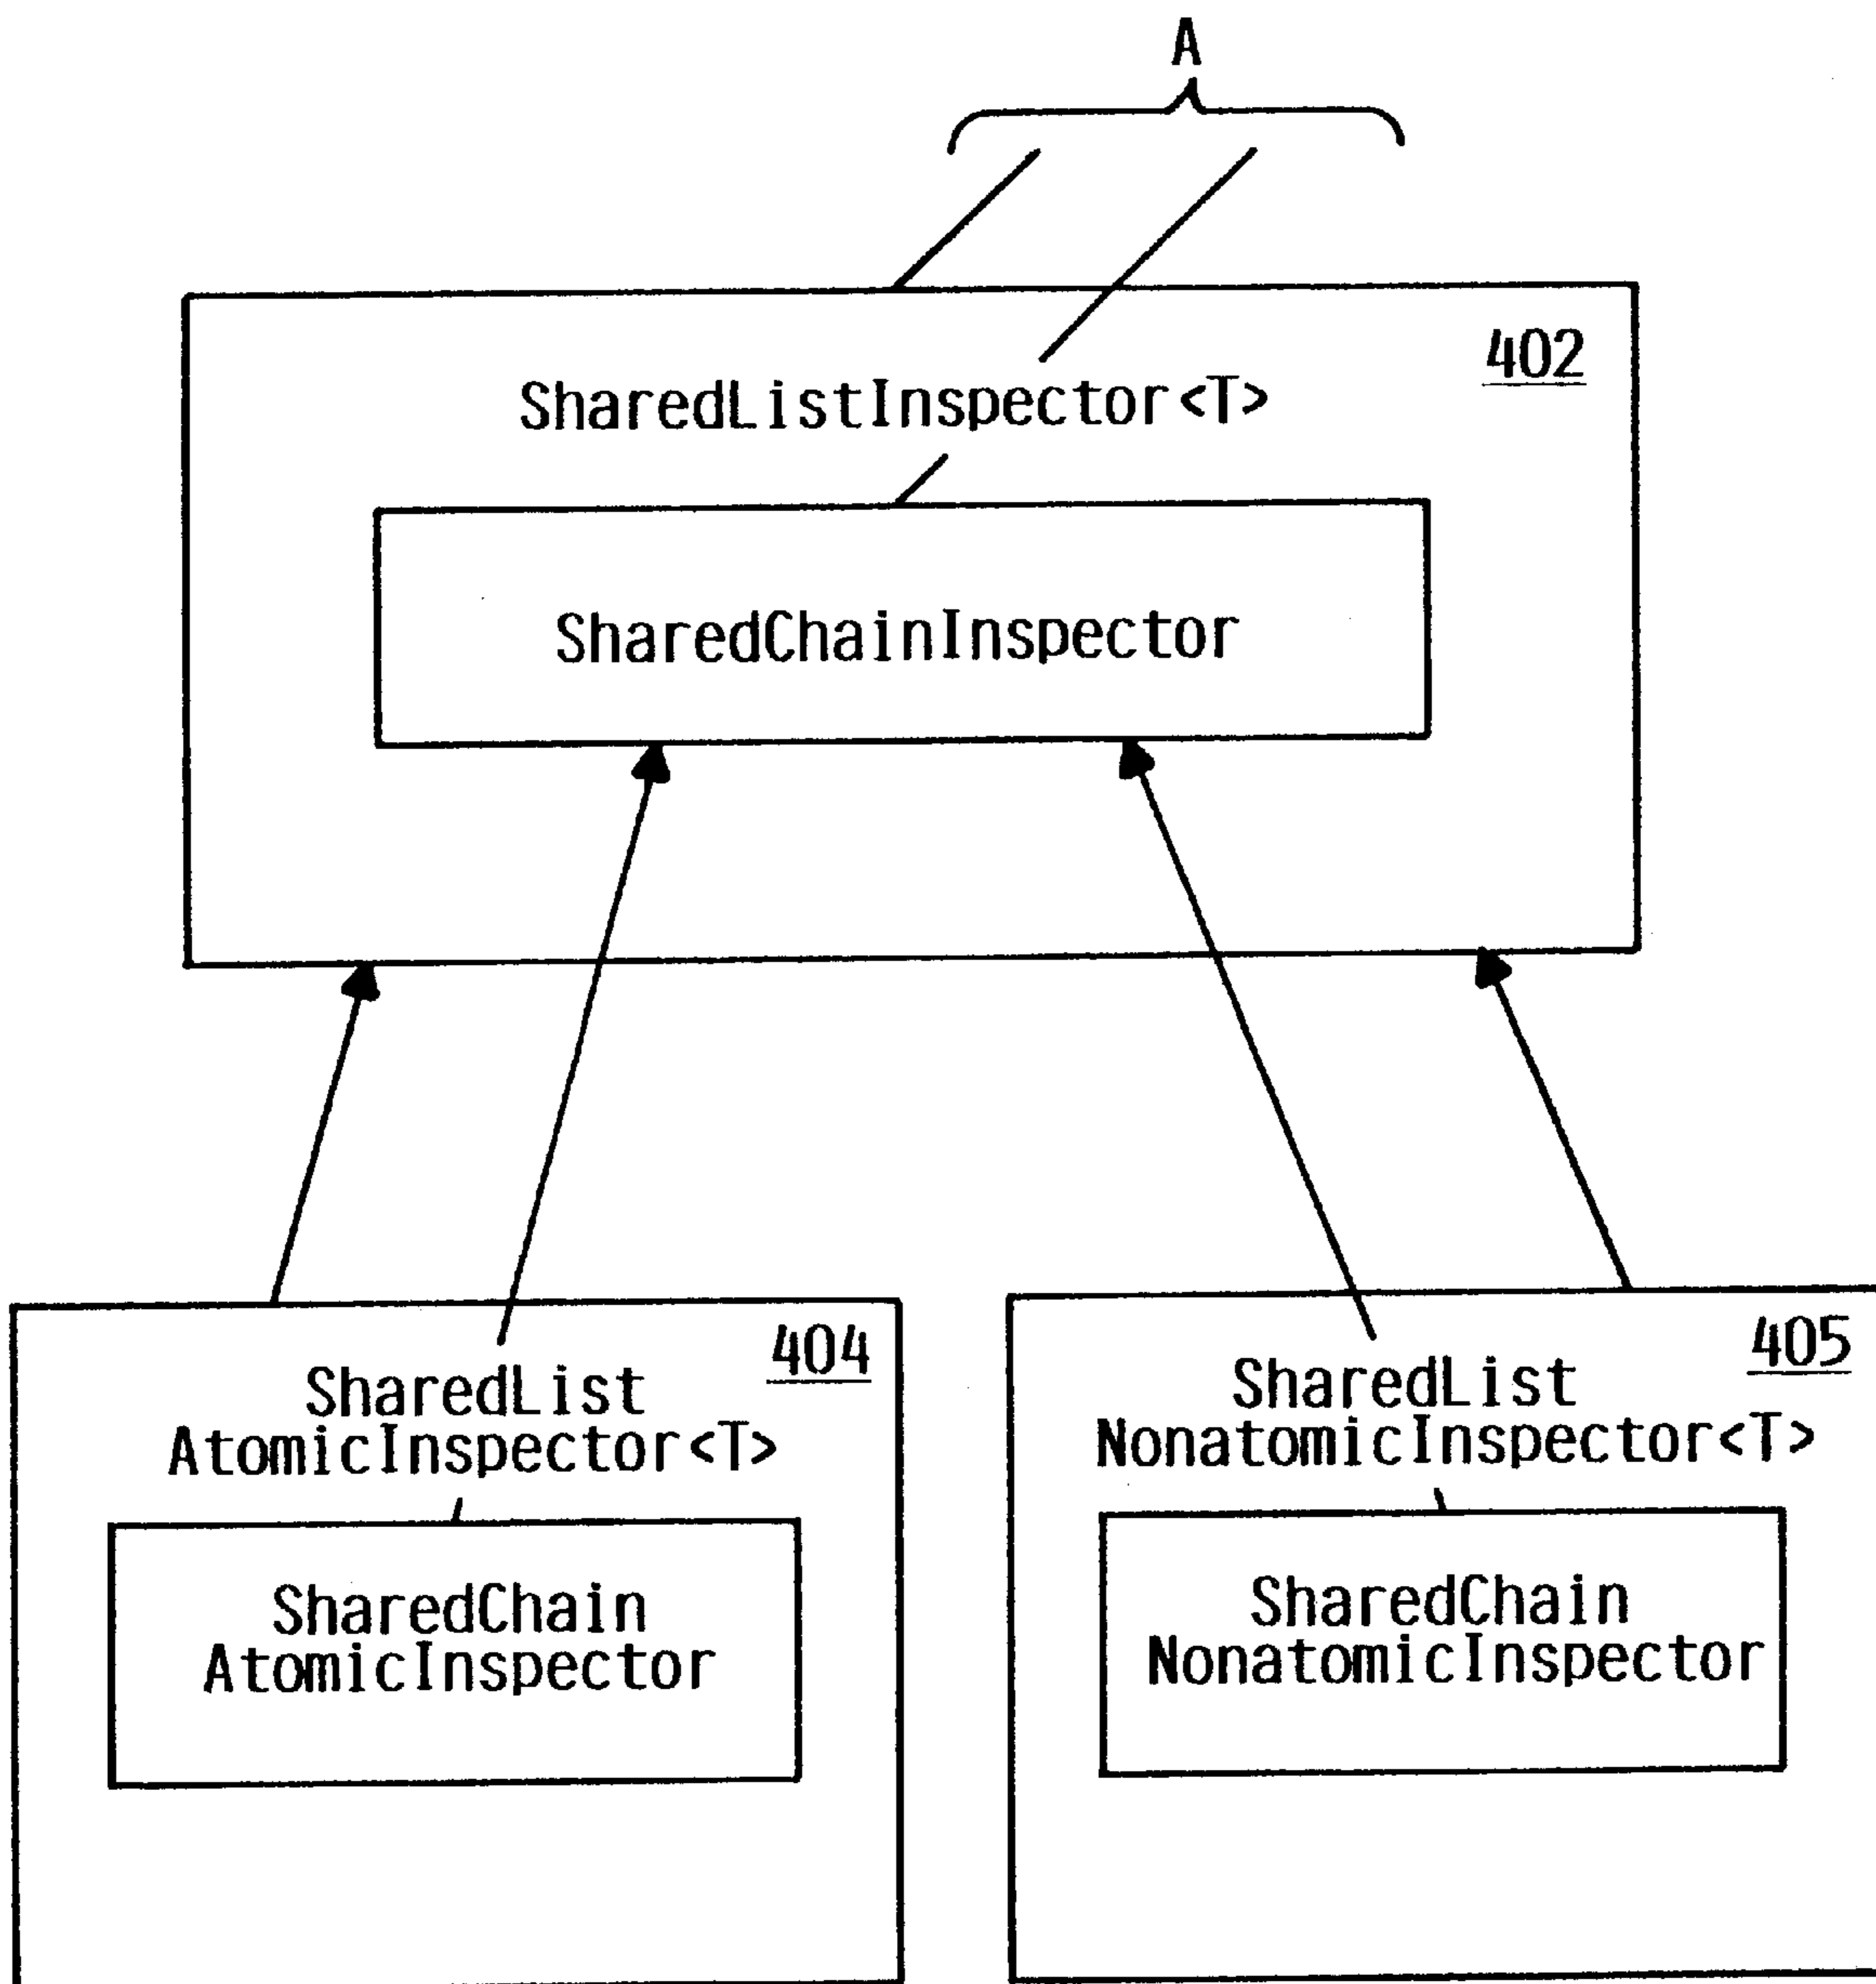 A
402
SharedListInspector<T>
SharedChainInspector
404
SharedList
AtomicInspector<T>
SharedChain
AtomicInspector
405
SharedList
NonatomicInspector<T>
SharedChain
NonatomicInspector